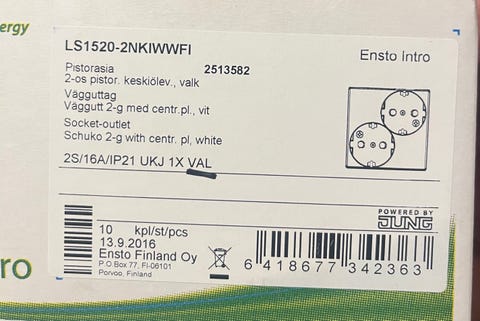 ergy
LS1520-2NKIWWFI
Ensto Intro
Pistorasia 2513582
2-os pistor. keskiölev., valk
Vägguttag
Väggutt 2-g med centr.pl, vit
Socket-outlet
Schuko 2-g with centr. pl, white
2S/16A/IP21 UKJ 1X VAL
POWERED BY
JUNG
10 kpl/st/pcs
13.9.2016
Ensto Finland Oy
P.O.Box 77, FI-06101
Porvoo, Finland
6 418677 342363
ro